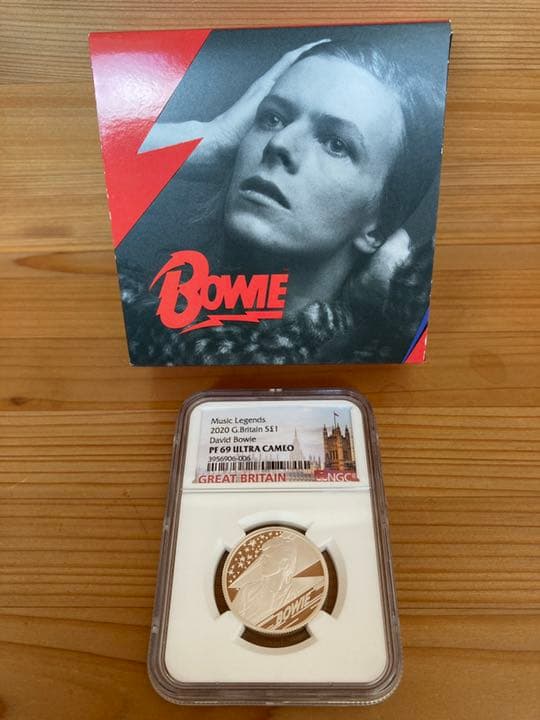 BOWIE
Music Legends
2020 G.Britain S£1
David Bowie
PF 69 ULTRA CAMEO
3956906-006
GREAT BRITAIN
NGC
BOWIE